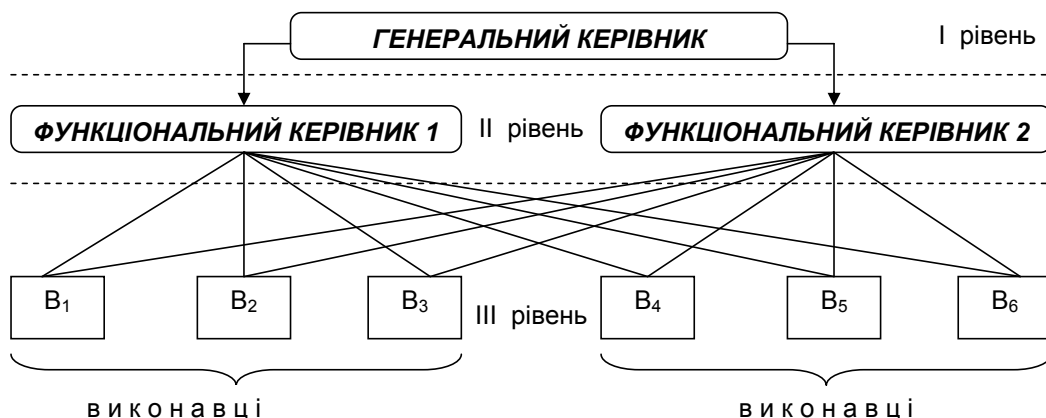 ГЕНЕРАЛЬНИЙ КЕРІВНИК
І рівень
ФУНКЦІОНАЛЬНИЙ КЕРІВНИК 1
ІІ рівень
ФУНКЦІОНАЛЬНИЙ КЕРІВНИК 2
В₁
В₂
В₃
ІІІ рівень
В₄
В₅
В₆
в и к о н а в ц і
в и к о н а в ц і